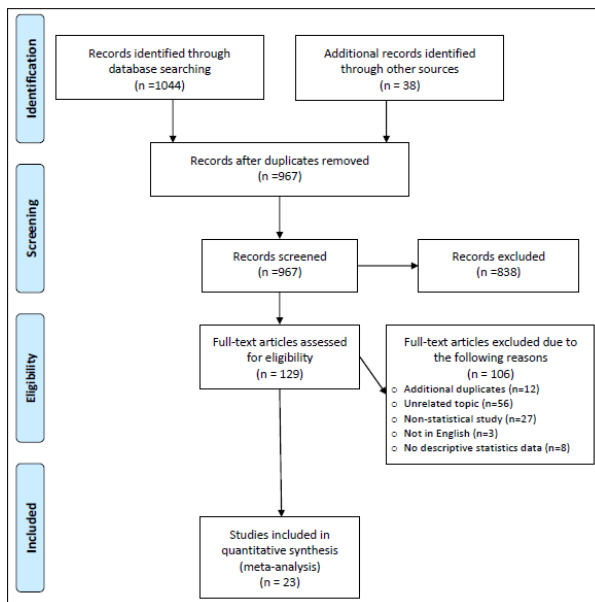 Identification
Records identified through
database searching
(n =1044)
Additional records identified
through other sources
(n = 38)
Records after duplicates removed
(n =967)
Screening
Records screened
(n =967)
Records excluded
(n =838)
Eligibility
Full-text articles assessed
for eligibility
(n = 129)
Full-text articles excluded due to
the following reasons
(n = 106)
○ Additional duplicates (n=12)
○ Unrelated topic (n=56)
○ Non-statistical study (n=27)
○ Not in English (n=3)
○ No descriptive statistics data (n=8)
Included
Studies included in
quantitative synthesis
(meta-analysis)
(n = 23)